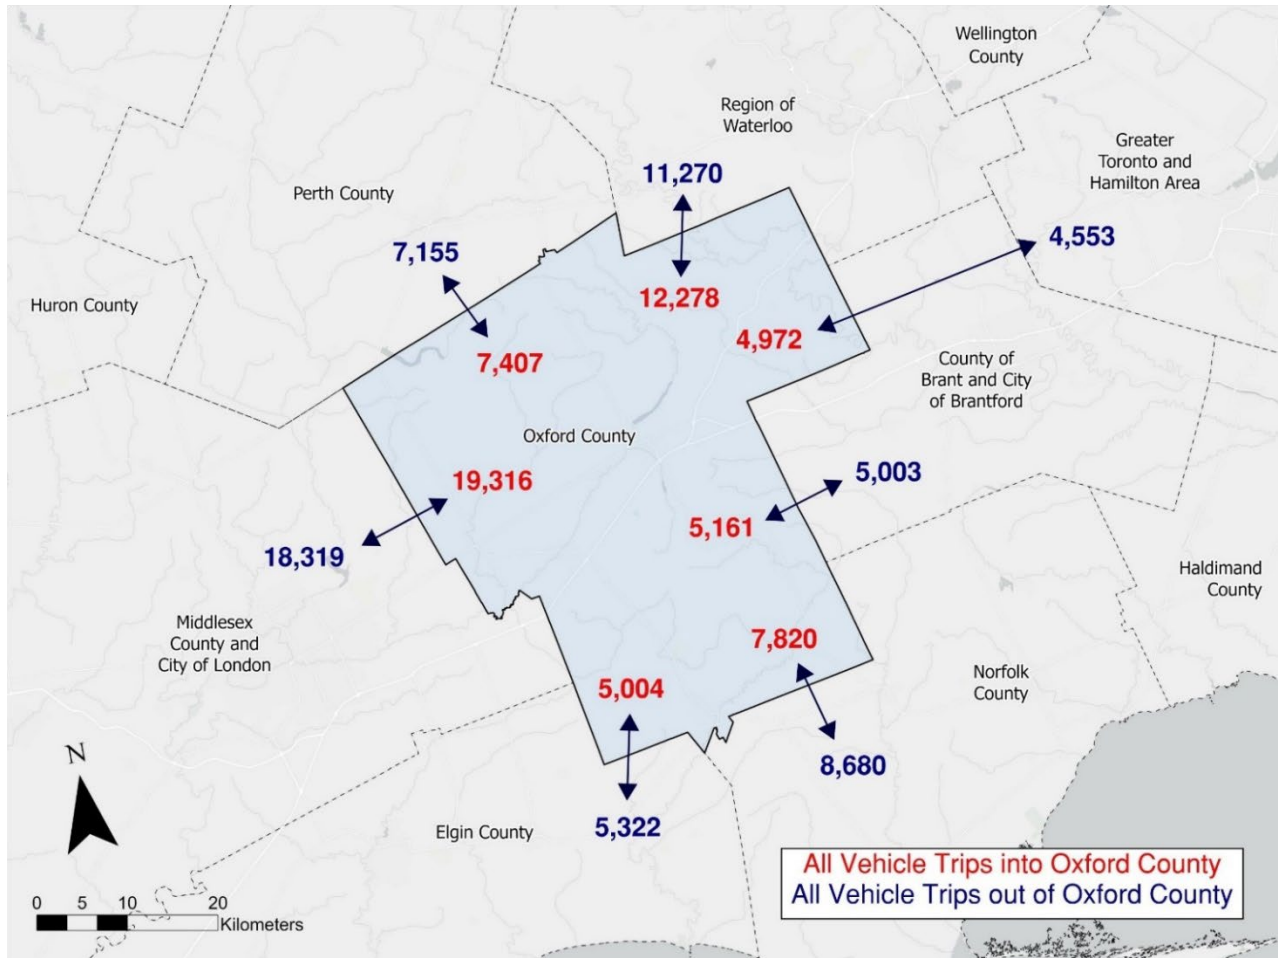 Wellington
County
Region of
Waterloo
Greater
Toronto and
Hamilton Area
11,270
Perth County
4,553
7,155
12,278
Huron County
4,972
7,407
County of
Brant and City
of Brantford
Oxford County
19,316
5,003
5,161
18,319
Haldimand
County
Middlesex
County and
City of London
7,820
5,004
Norfolk
County
N
8,680
5,322
Elgin County
All Vehicle Trips into Oxford County
All Vehicle Trips out of Oxford County
0 5 10 20
Kilometers